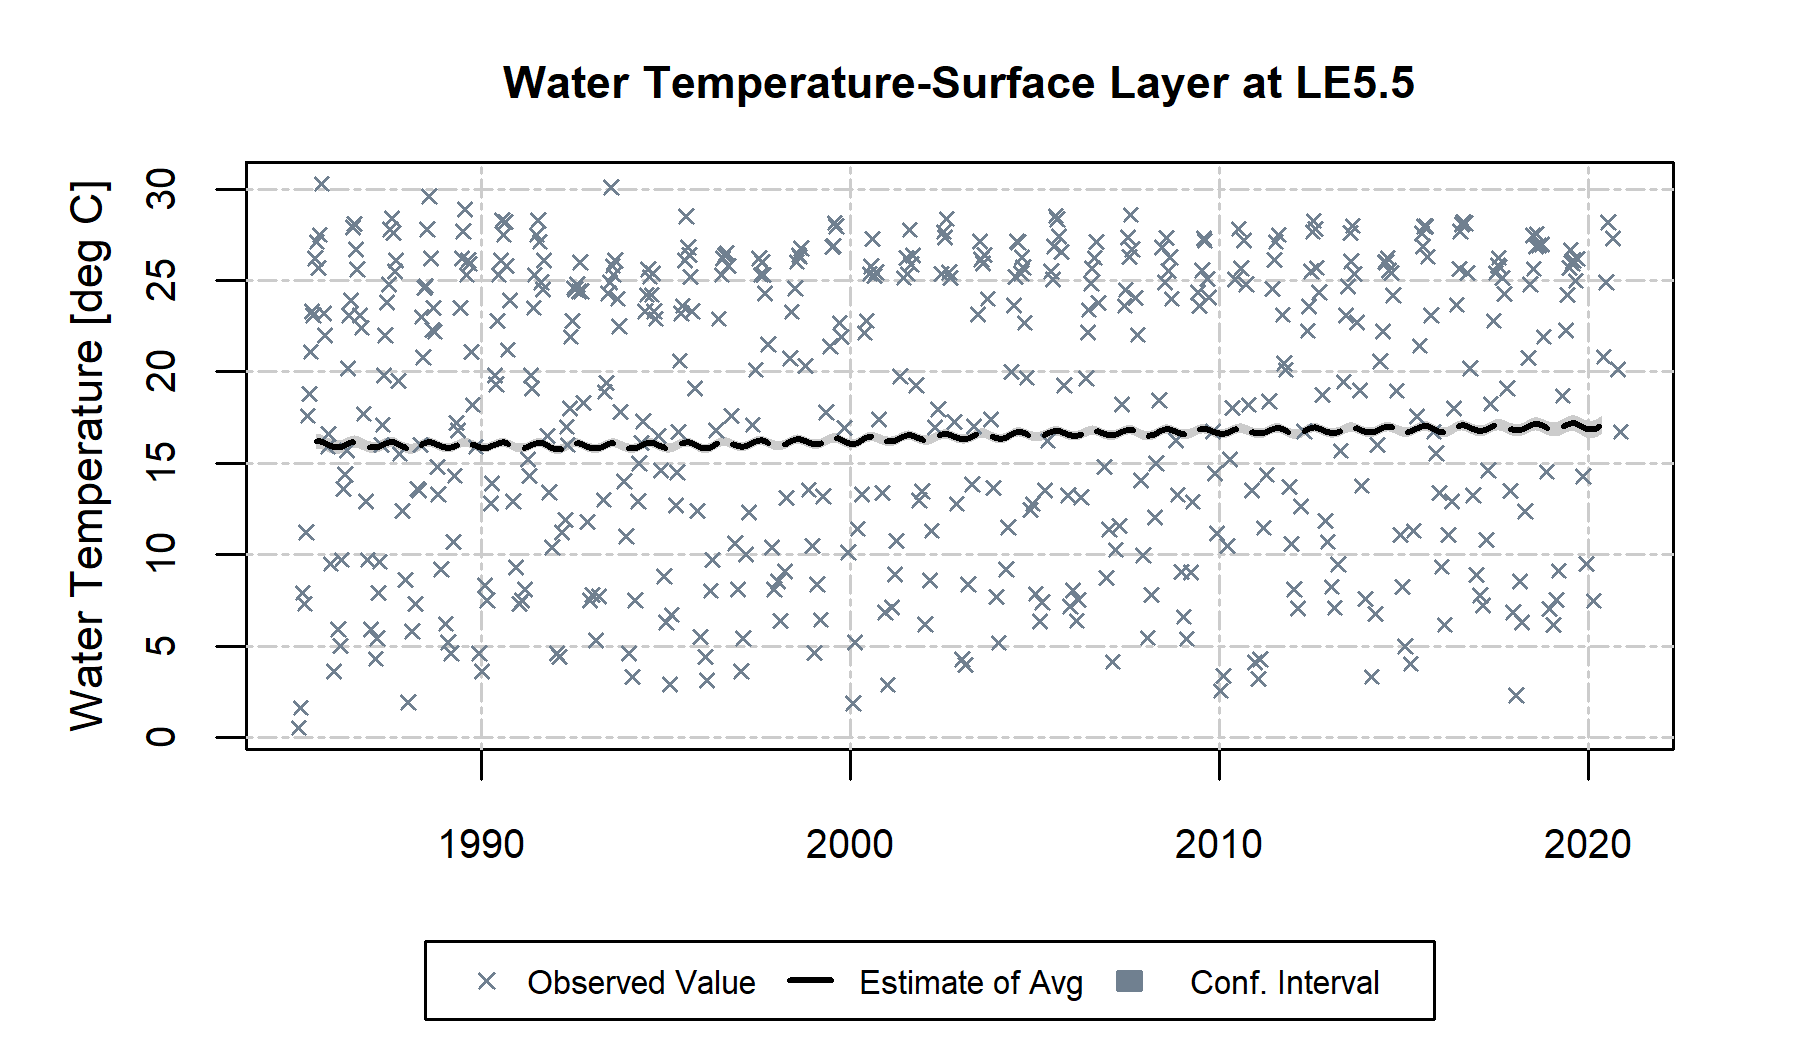 Water Temperature-Surface Layer at LE5.5
Water Temperature [deg C]
30
25
20
15
10
5
0
1990 2000 2010 2020
Observed Value Estimate of Avg Conf. Interval